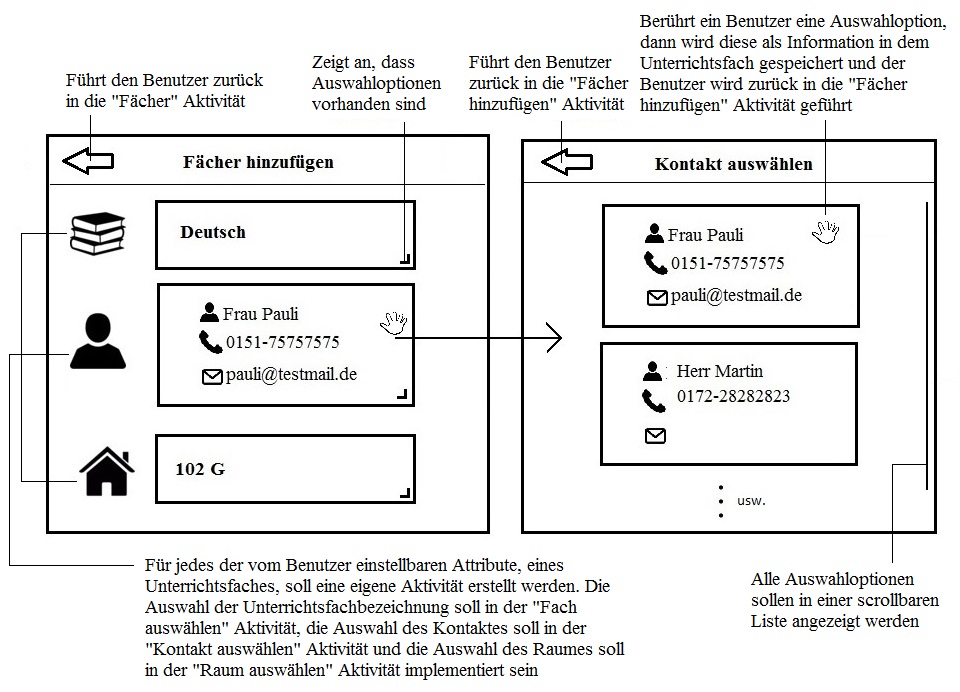 Führt den Benutzer zurück
in die "Fächer" Aktivität
Zeigt an, dass
Auswahloptionen
vorhanden sind
Führt den Benutzer
zurück in die "Fächer
hinzufügen" Aktivität
Berührt ein Benutzer eine Auswahloption,
dann wird diese als Information in dem
Unterrichtsfach gespeichert und der
Benutzer wird zurück in die "Fächer
hinzufügen" Aktivität geführt
Fächer hinzufügen
Deutsch
Frau Pauli
0151-75757575
pauli@testmail.de
102 G
Kontakt auswählen
Frau Pauli
0151-75757575
pauli@testmail.de
Herr Martin
0172-28282823
usw.
Für jedes der vom Benutzer einstellbaren Attribute, eines
Unterrichtsfaches, soll eine eigene Aktivität erstellt werden. Die
Auswahl der Unterrichtsfachbezeichnung soll in der "Fach
auswählen" Aktivität, die Auswahl des Kontaktes soll in der
"Kontakt auswählen" Aktivität und die Auswahl des Raumes soll
in der "Raum auswählen" Aktivität implementiert sein
Alle Auswahloptionen
sollen in einer scrollbaren
Liste angezeigt werden